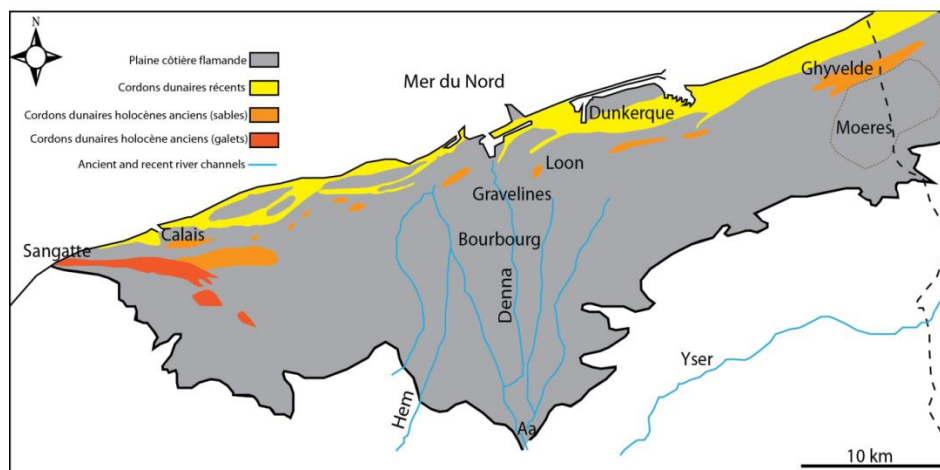 N
Plaine côtière flamande
Cordons dunaires récents
Cordons dunaires holocènes anciens (sables)
Cordons dunaires holocène anciens (galets)
Ancient and recent river channels
Mer du Nord
Ghyvelde
Dunkerque
Moeres
Loon
Gravelines
Calais
Bourbourg
Sangatte
Denna
Yser
Hem
Aa
10 km